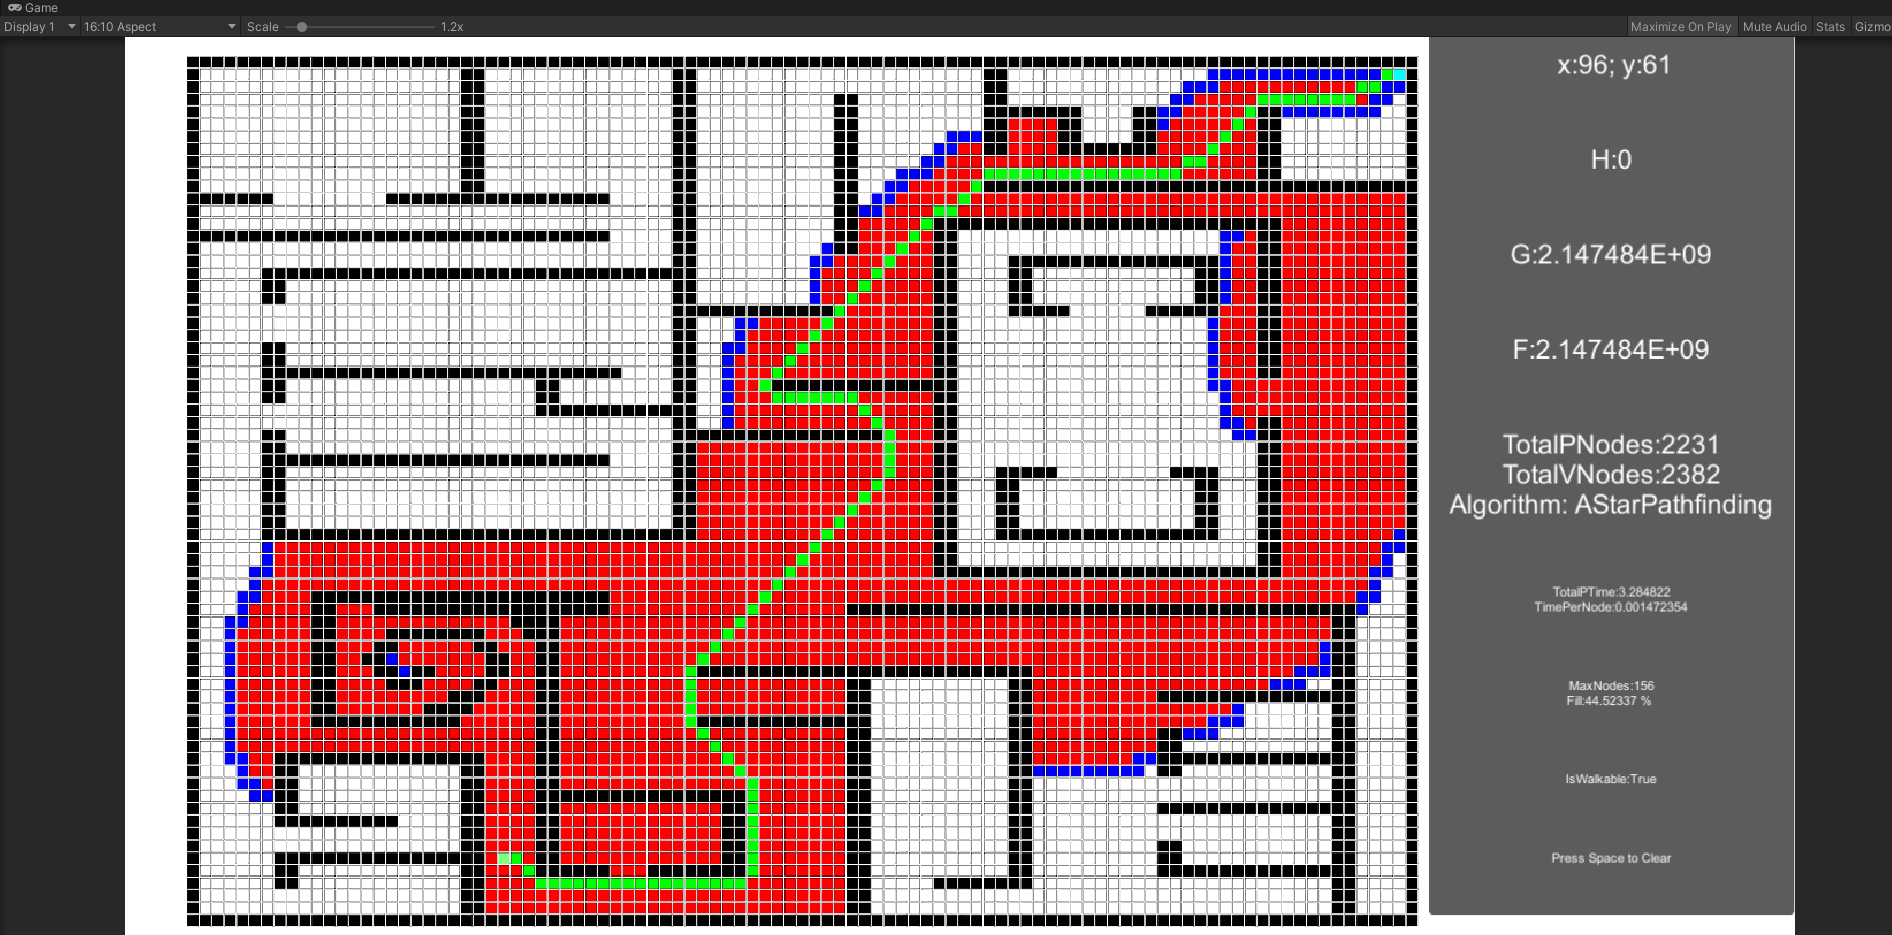 Game
Display 1
16:10 Aspect
Scale
1.2x
Maximize On Play
Mute Audio
Stats
Gizmo
x:96; y:61
H:0
G:2.147484E+09
F:2.147484E+09
TotalPNodes:2231
TotalVNodes:2382
Algorithm: AStarPathfinding
TotalPTime:3.284822
TimePerNode:0.001472354
MaxNodes:156
Fill:44.52337 %
IsWalkable:True
Press Space to Clear